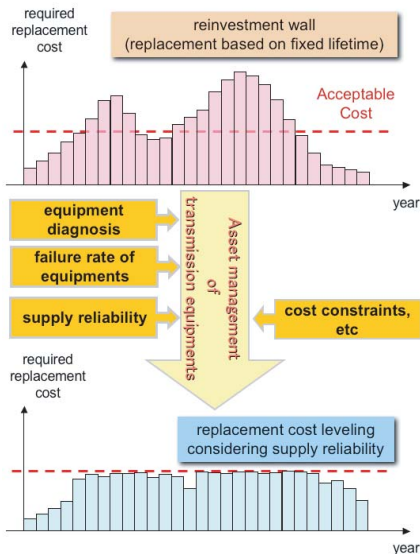 required
replacement
cost
reinvestment wall
(replacement based on fixed lifetime)
Acceptable
Cost
year
equipment
diagnosis
failure rate of
equipments
supply reliability
Asset management
of
transmission equipments
cost constraints,
etc
required
replacement
cost
replacement cost leveling
considering supply reliability
year